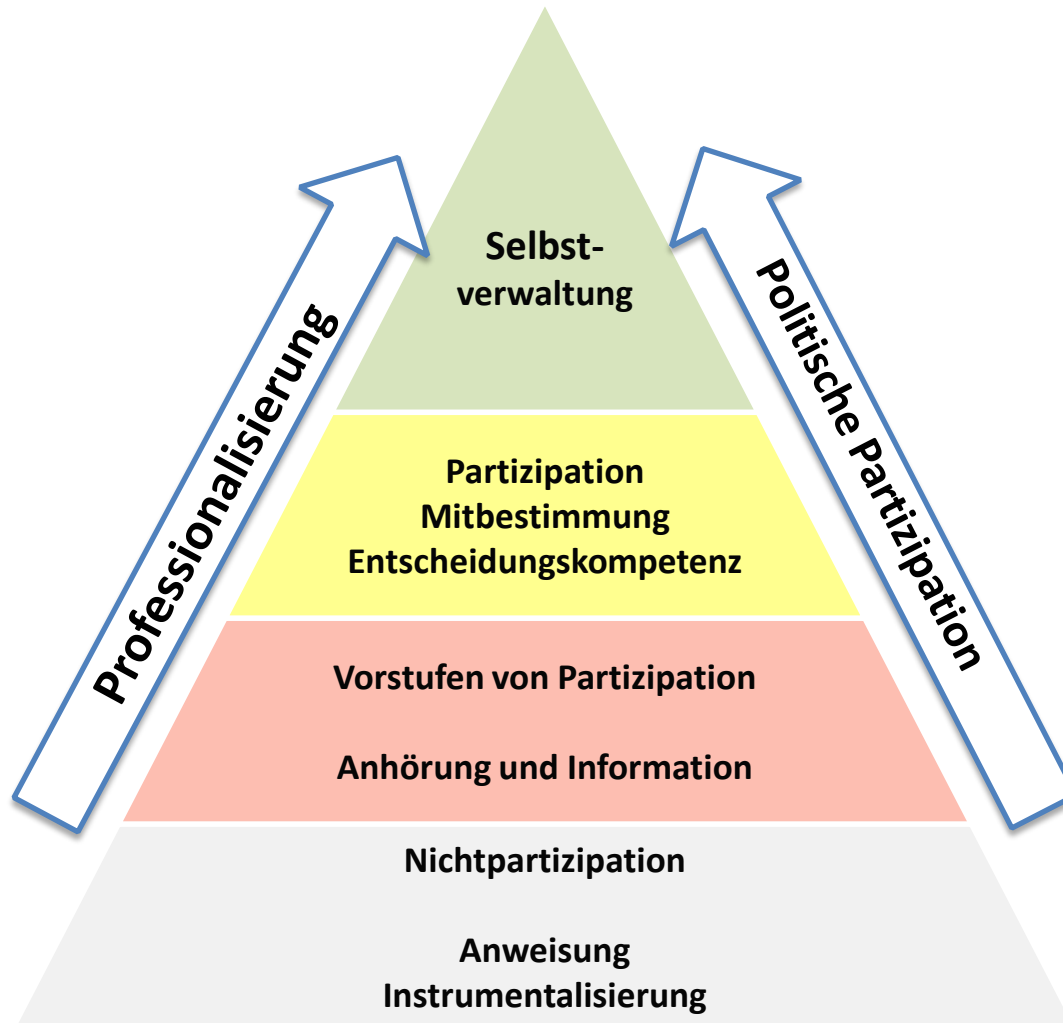 Selbst-
verwaltung
Professionalisierung
Politische Partizipation
Partizipation
Mitbestimmung
Entscheidungskompetenz
Vorstufen von Partizipation
Anhörung und Information
Nichtpartizipation
Anweisung
Instrumentalisierung